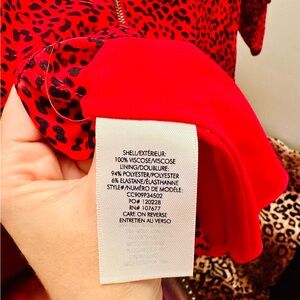 SHELL/EXTÉRIEUR:
100% VISCOSE/VISCOSE
LINING/DOUBLURE:
94% POLYESTER/POLYESTER
6% ELASTANE/ÉLASTHANNE
STYLE#/NUMÉRO DE MODÈLE:
CC909P34502
PO# 120228
RN# 107677
CARE ON REVERSE
ENTRETIEN AU VERSO